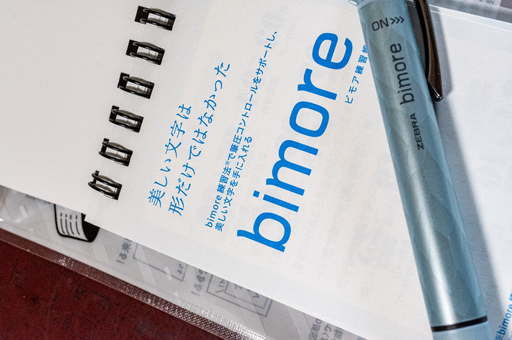 美しい文字は
形だけではなかった
bimore 練習法®で筆圧コントロールをサポートし、
美しい文字を手に入れる
bimore
ビモア練習帳
ON>>>
bimore
ZEBRA